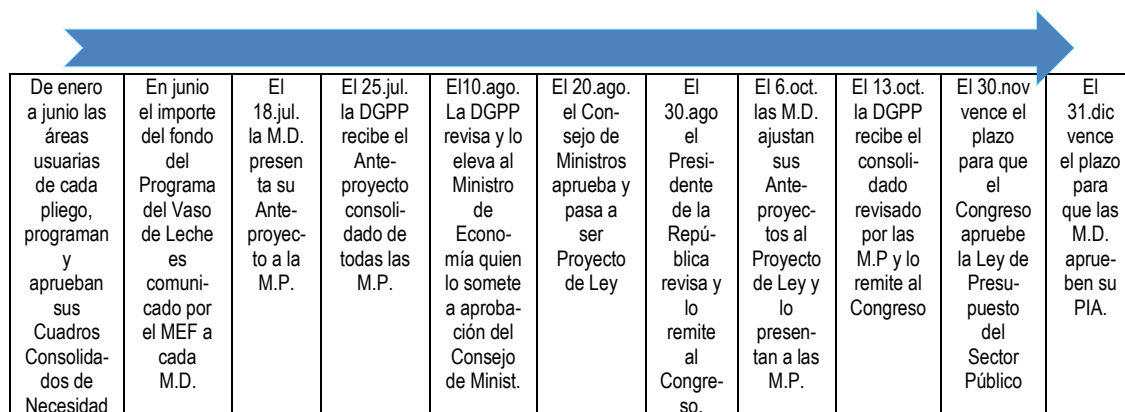 De enero
a junio las
áreas
usuarias
de cada
pliego,
programan
y
aprueban
sus
Cuadros
Consolida-
dos de
Necesidad
En junio
el importe
del fondo
del
Programa
del Vaso
de Leche
es
comuni-
cado por
el MEF a
cada
M.D.
El
18.jul.
la M.D.
presen
ta su
Ante-
proyec-
to a la
M.P.
El 25.jul.
la DGPP
recibe el
Ante-
proyecto
consoli-
dado de
todas las
M.P.
El10.ago.
La DGPP
revisa y lo
eleva al
Ministro
de
Econo-
mía quien
lo somete
a aproba-
ción del
Consejo
de Minist.
El 20.ago.
el Con-
sejo de
Ministros
aprueba y
pasa a
ser
Proyecto
de Ley
El
30.ago
el
Presi-
dente
de la
Repú-
blica
revisa y
lo
remite
al
Congre-
so.
El 6.oct.
las M.D.
ajustan
sus
Ante-
proyec-
tos al
Proyecto
de Ley y
lo
presen-
tan a las
M.P.
El 13.oct.
la DGPP
recibe el
consoli-
dado
revisado
por las
M.P y lo
remite al
Congreso
El 30.nov
vence el
plazo
para que
el
Congreso
apruebe
la Ley de
Presu-
puesto
del
Sector
Público
El
31.dic
vence
el plazo
para
que las
M.D.
aprue-
ben su
PIA.